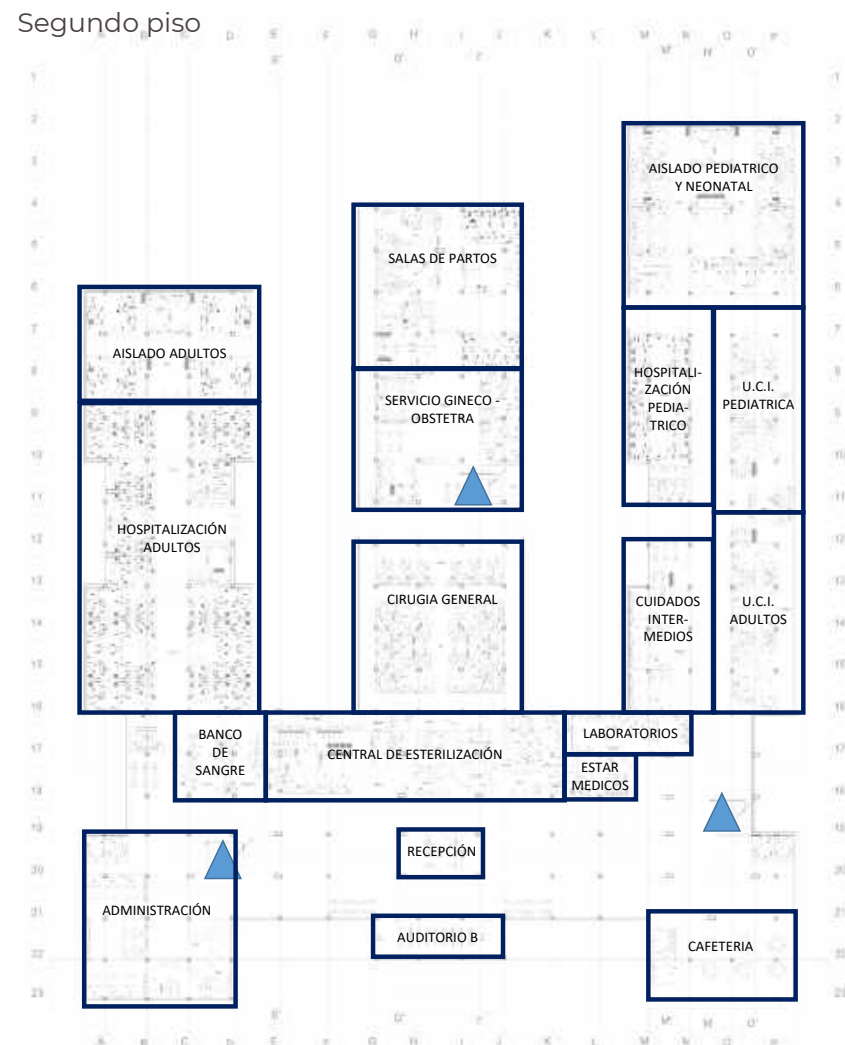 Segundo piso
AISLADO PEDIATRICO
Y NEONATAL
SALAS DE PARTOS
AISLADO ADULTOS
HOSPITALI-
ZACIÓN
PEDIA-
TRICO
U.C.I.
PEDIATRICA
SERVICIO GINECO -
OBSTETRA
HOSPITALIZACIÓN
ADULTOS
CIRUGIA GENERAL
CUIDADOS
INTER-
MEDIOS
U.C.I.
ADULTOS
BANCO
DE
SANGRE
CENTRAL DE ESTERILIZACIÓN
LABORATORIOS
ESTAR
MEDICOS
RECEPCIÓN
ADMINISTRACIÓN
AUDITORIO B
CAFETERIA